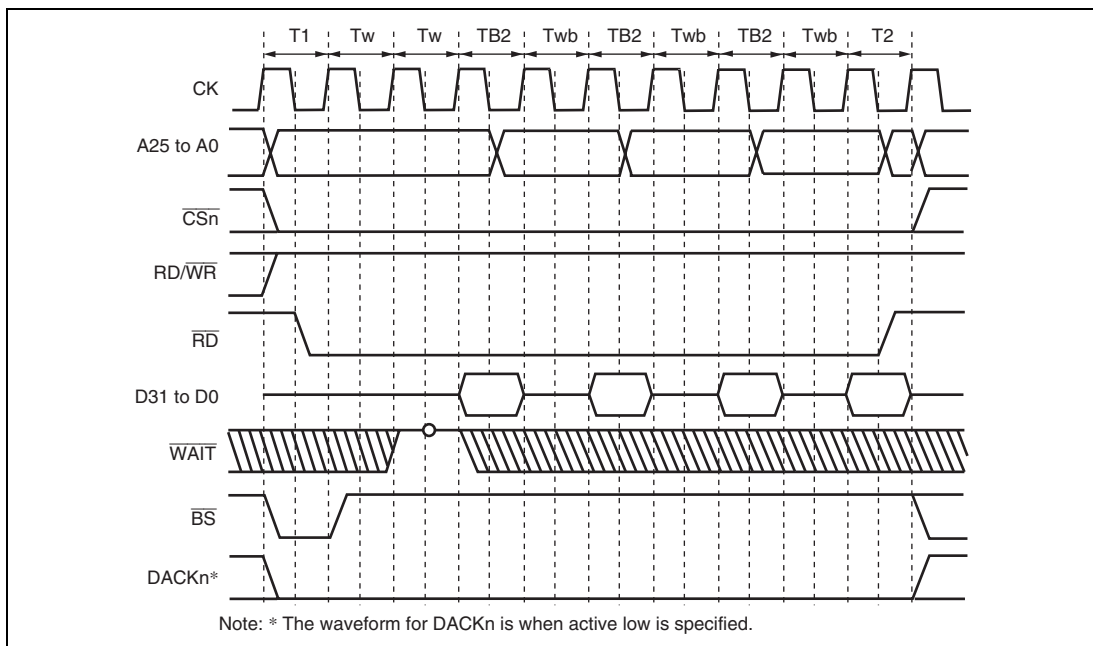 T1 Tw Tw TB2 Twb TB2 Twb TB2 Twb T2
CK
A25 to A0
CSn
RD/WR
RD
D31 to D0
WAIT
BS
DACKn*
Note: * The waveform for DACKn is when active low is specified.